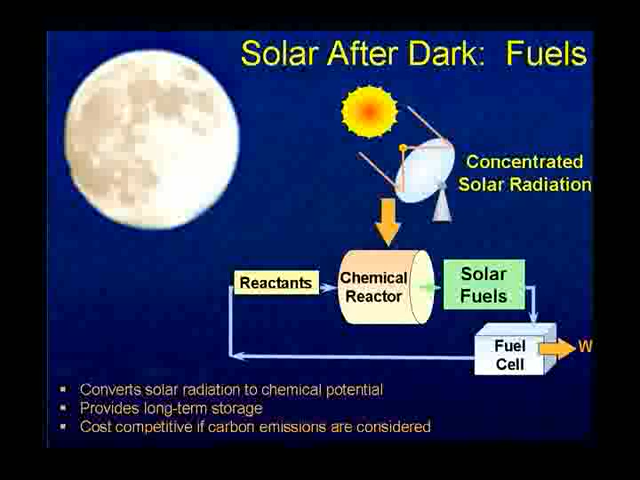 Solar After Dark: Fuels
Concentrated
Solar Radiation
Reactants
Chemical
Reactor
Solar
Fuels
Fuel
Cell
W
Converts solar radiation to chemical potential
Provides long-term storage
Cost competitive if carbon emissions are considered